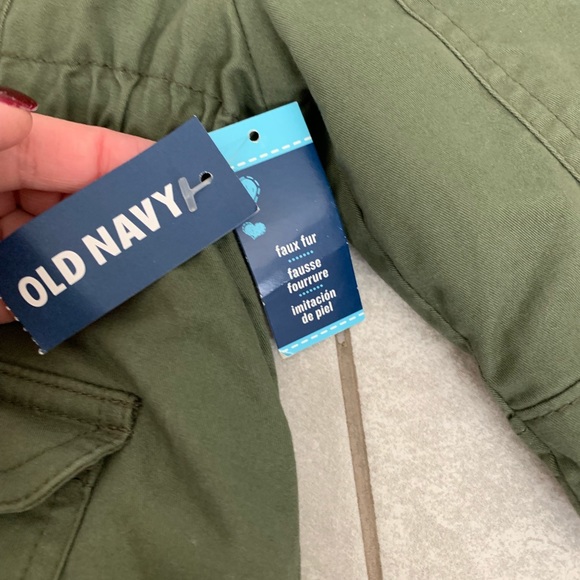 OLD NAVY
faux fur
fausse
fourrure
imitación
de piel